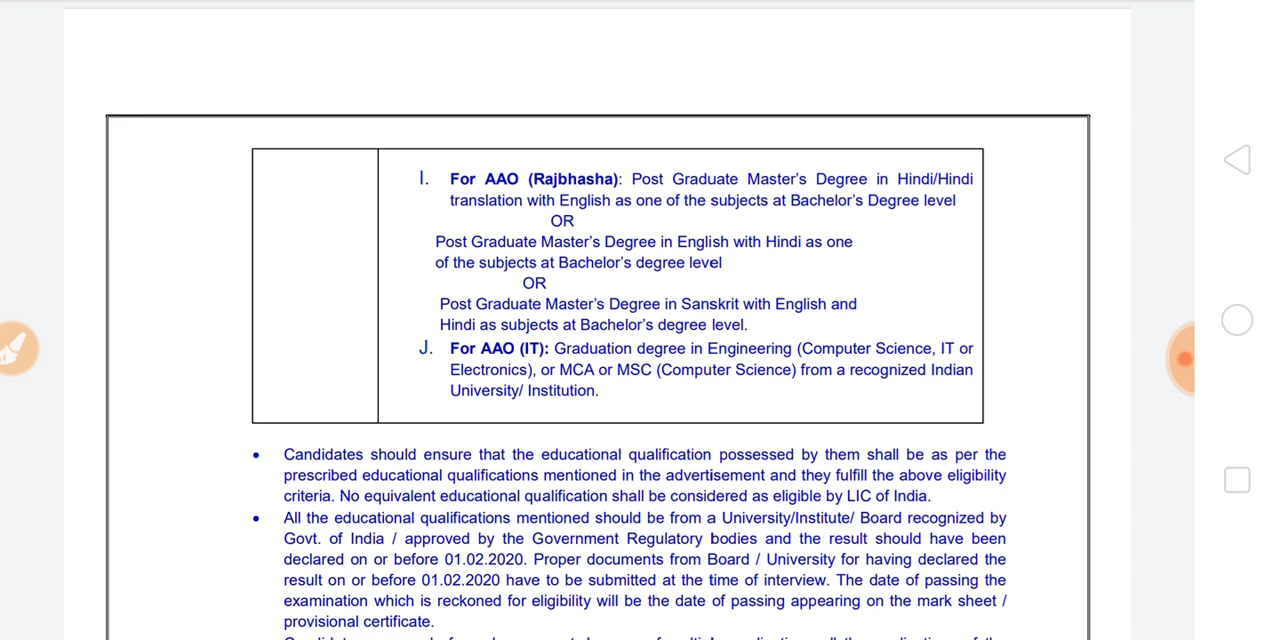 I. For AAO (Rajbhasha): Post Graduate Master's Degree in Hindi/Hindi
translation with English as one of the subjects at Bachelor's Degree level
OR
Post Graduate Master's Degree in English with Hindi as one
of the subjects at Bachelor's degree level
OR
Post Graduate Master's Degree in Sanskrit with English and
Hindi as subjects at Bachelor's degree level.
J. For AAO (IT): Graduation degree in Engineering (Computer Science, IT or
Electronics), or MCA or MSC (Computer Science) from a recognized Indian
University/ Institution.
• Candidates should ensure that the educational qualification possessed by them shall be as per the
prescribed educational qualifications mentioned in the advertisement and they fulfill the above eligibility
criteria. No equivalent educational qualification shall be considered as eligible by LIC of India.
• All the educational qualifications mentioned should be from a University/Institute/ Board recognized by
Govt. of India / approved by the Government Regulatory bodies and the result should have been
declared on or before 01.02.2020. Proper documents from Board / University for having declared the
result on or before 01.02.2020 have to be submitted at the time of interview. The date of passing the
examination which is reckoned for eligibility will be the date of passing appearing on the mark sheet /
provisional certificate.